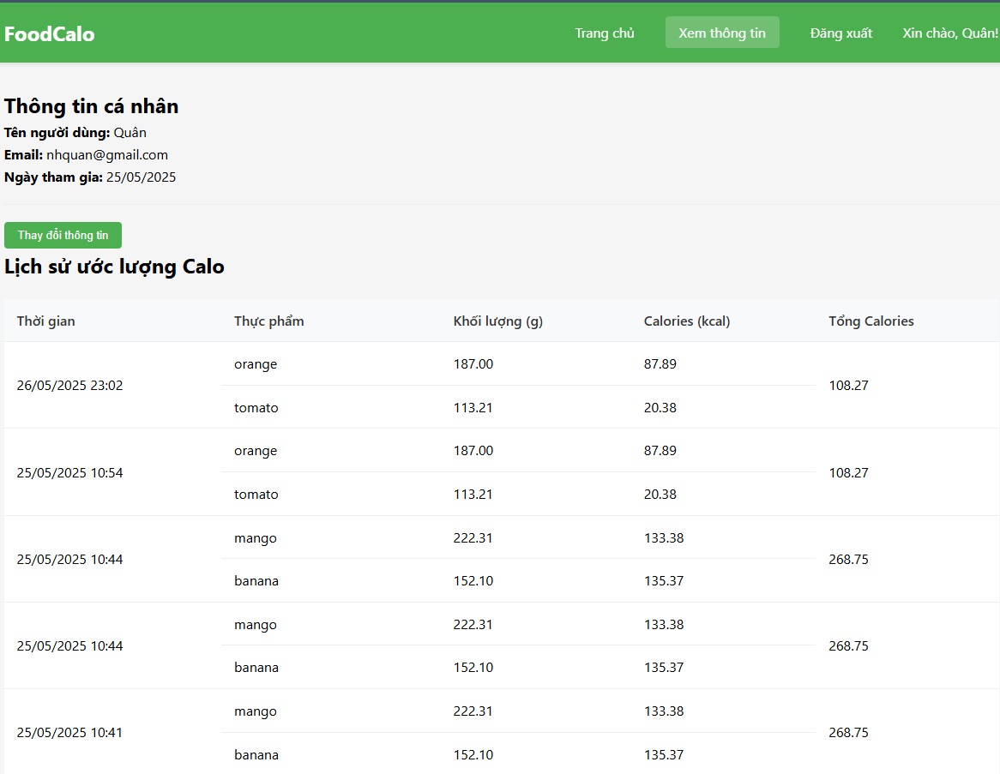 FoodCalo Trang chủ Xem thông tin Đăng xuất Xin chào, Quân!
Thông tin cá nhân
Tên người dùng: Quân
Email: nhquan@gmail.com
Ngày tham gia: 25/05/2025
Thay đổi thông tin
Lịch sử ước lượng Calo
Thời gian Thực phẩm Khối lượng (g) Calories (kcal) Tổng Calories
orange 187.00 87.89
26/05/2025 23:02 108.27
tomato 113.21 20.38
orange 187.00 87.89
25/05/2025 10:54 108.27
tomato 113.21 20.38
mango 222.31 133.38
25/05/2025 10:44 268.75
banana 152.10 135.37
mango 222.31 133.38
25/05/2025 10:44 268.75
banana 152.10 135.37
mango 222.31 133.38
25/05/2025 10:41 268.75
banana 152.10 135.37